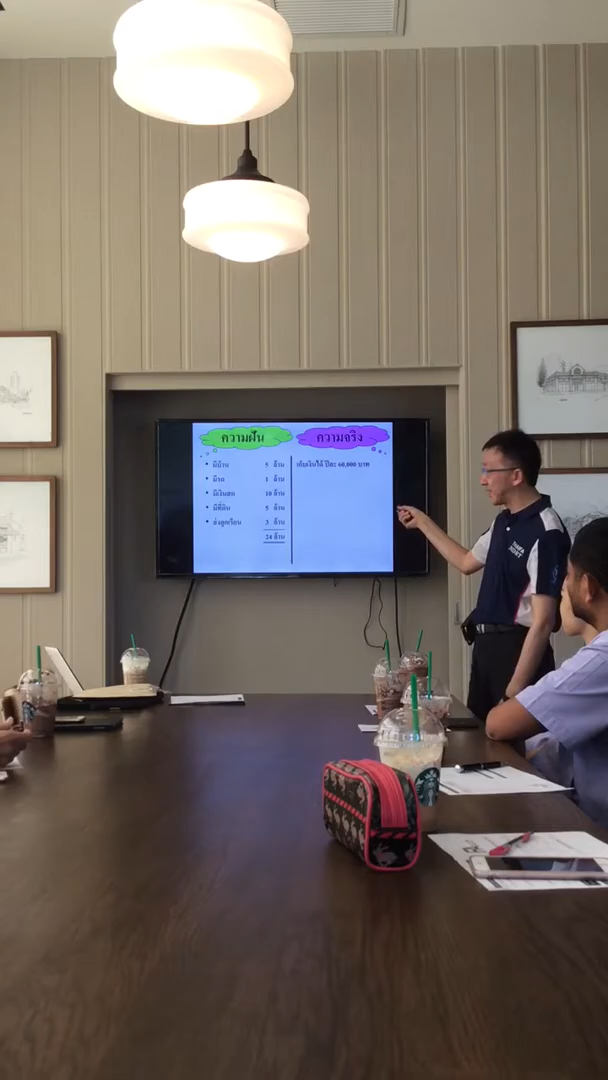 ความฝัน ความจริง
• มีบ้าน 5 ล้าน
เก็บเงินได้ ปีละ 60,000 บาท
• มีรถ 1 ล้าน
• มีเงินสด 10 ล้าน
• มีที่ดิน 5 ล้าน
• ส่งลูกเรียน 3 ล้าน
24 ล้าน